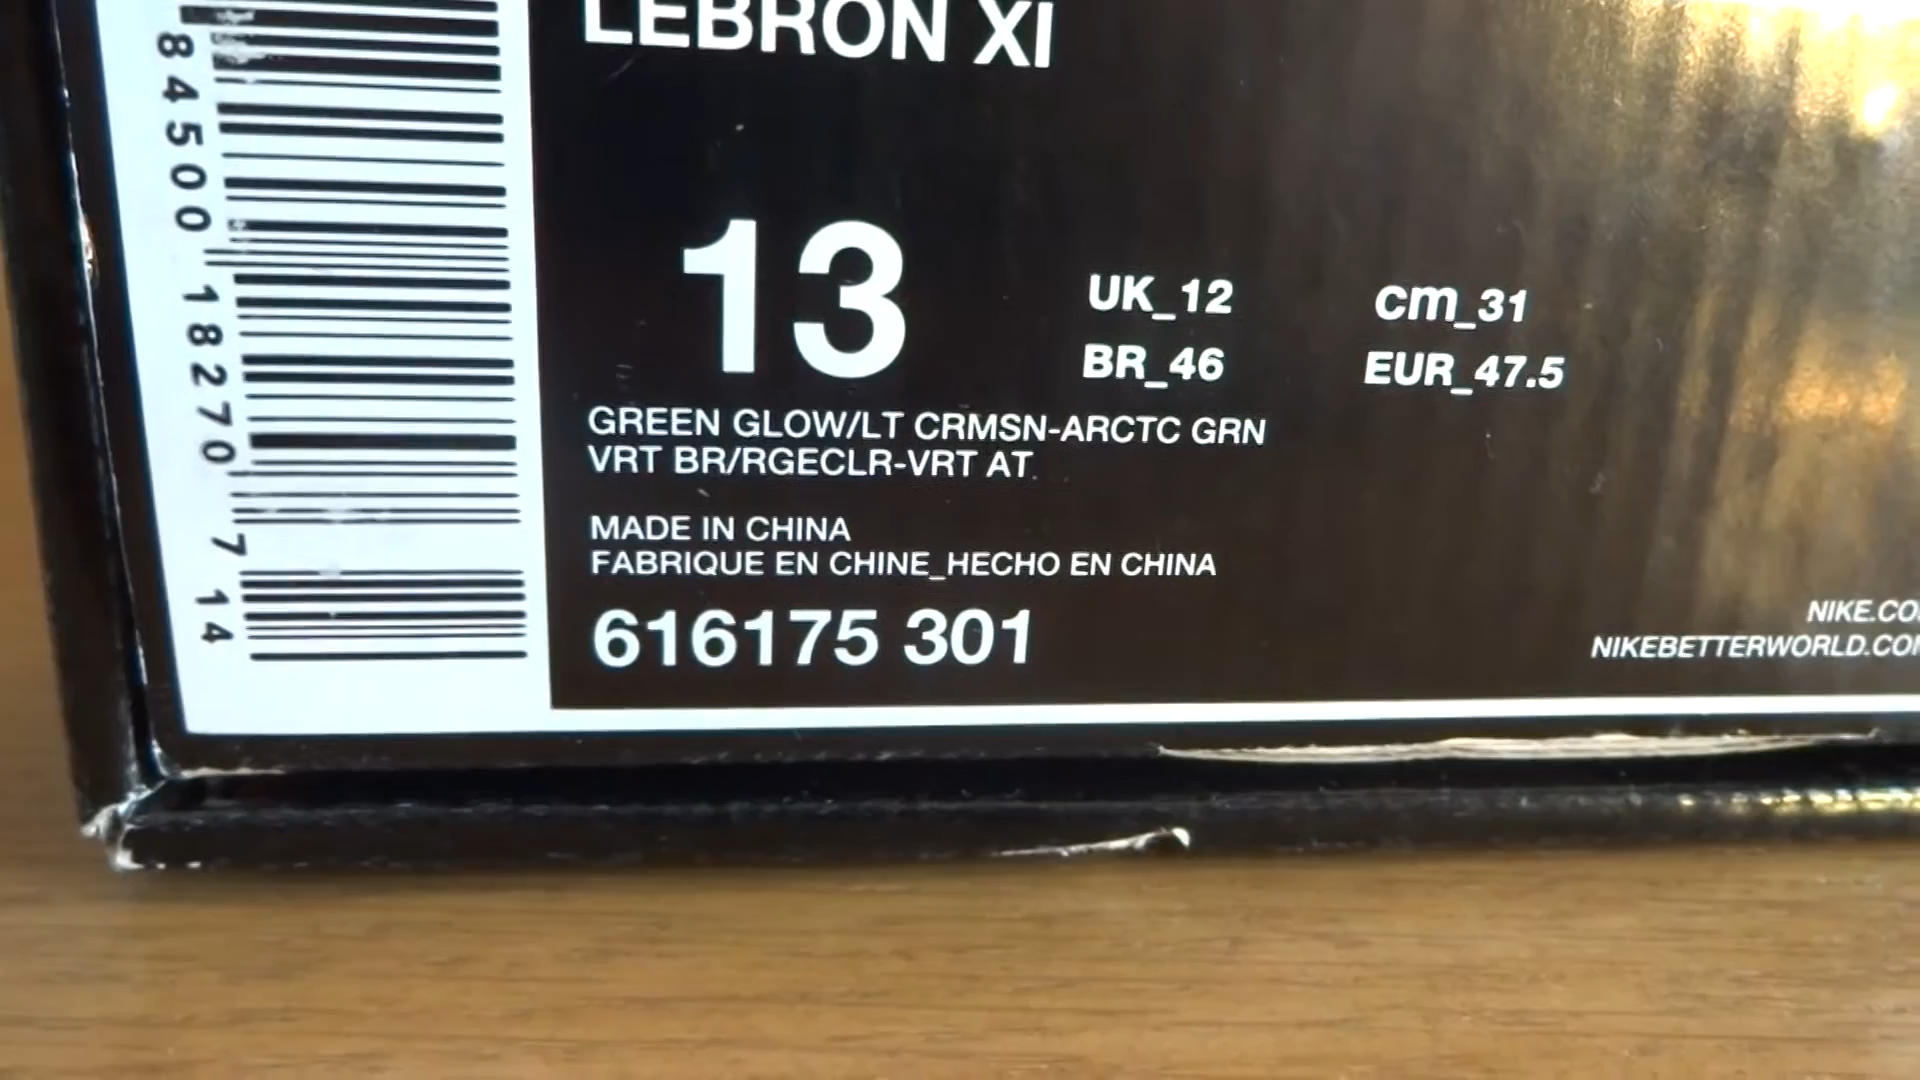 LEBRON XI
13
UK_12
cm_31
BR_46
EUR_47.5
GREEN GLOW/LT CRMSN-ARCTC GRN
VRT BR/RGECLR-VRT AT
MADE IN CHINA
FABRIQUE EN CHINE_HECHO EN CHINA
616175 301
NIKE.CO
NIKEBETTERWORLD.COM
84500 18270 7 14